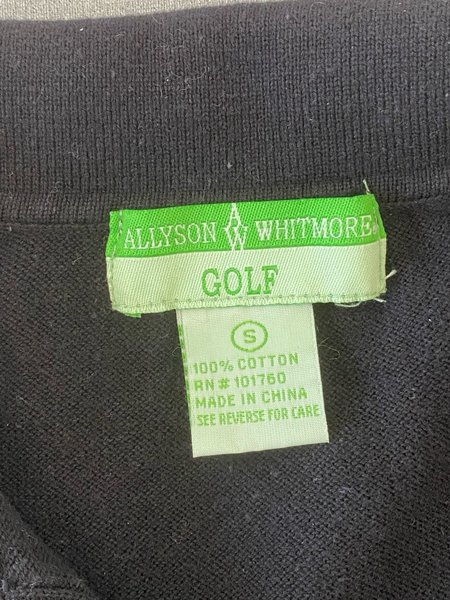 ALLYSON AW WHITMORE
GOLF
S
100% COTTON
RN # 101760
MADE IN CHINA
SEE REVERSE FOR CARE